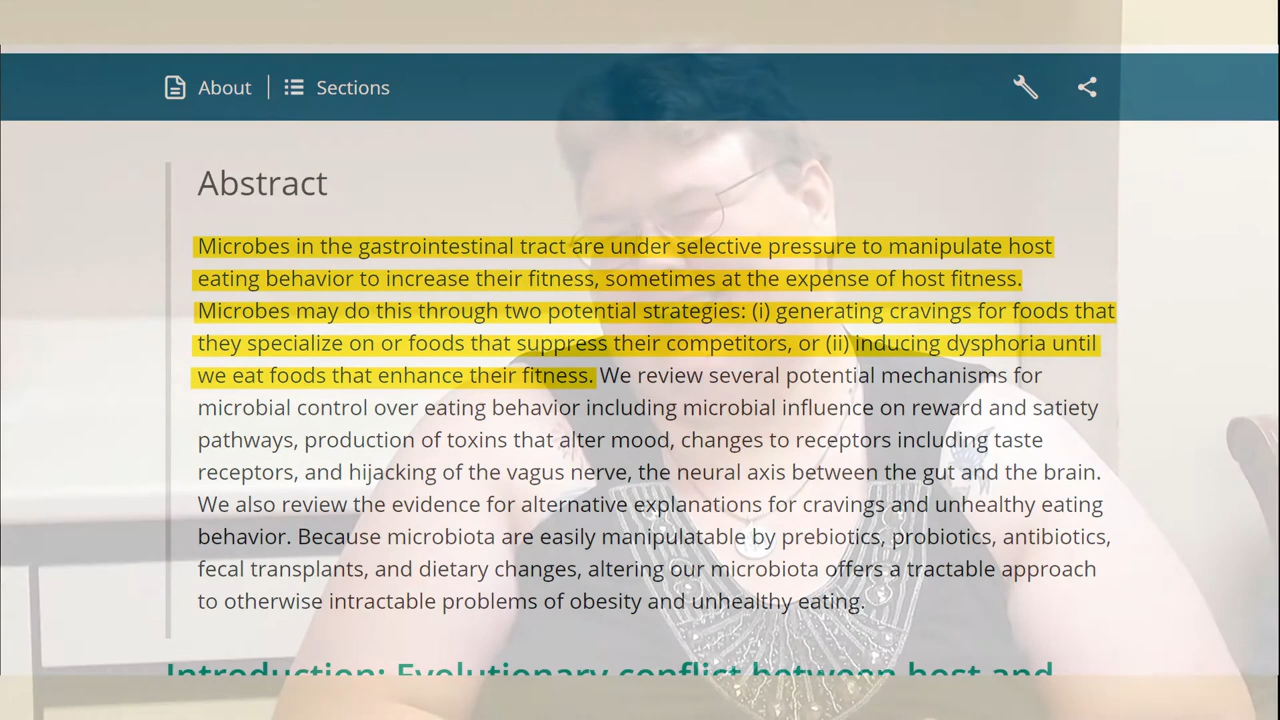 About | Sections
Abstract
Microbes in the gastrointestinal tract are under selective pressure to manipulate host
eating behavior to increase their fitness, sometimes at the expense of host fitness.
Microbes may do this through two potential strategies: (i) generating cravings for foods that
they specialize on or foods that suppress their competitors, or (ii) inducing dysphoria until
we eat foods that enhance their fitness. We review several potential mechanisms for
microbial control over eating behavior including microbial influence on reward and satiety
pathways, production of toxins that alter mood, changes to receptors including taste
receptors, and hijacking of the vagus nerve, the neural axis between the gut and the brain.
We also review the evidence for alternative explanations for cravings and unhealthy eating
behavior. Because microbiota are easily manipulatable by prebiotics, probiotics, antibiotics,
fecal transplants, and dietary changes, altering our microbiota offers a tractable approach
to otherwise intractable problems of obesity and unhealthy eating.
Introduction: Evolutionary conflict between host and